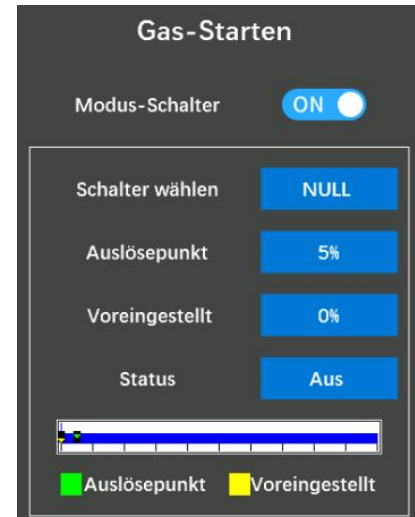 Gas-Starten
Modus-Schalter ON
Schalter wählen NULL
Auslösepunkt 5%
Voreingestellt 0%
Status Aus
Auslösepunkt Voreingestellt